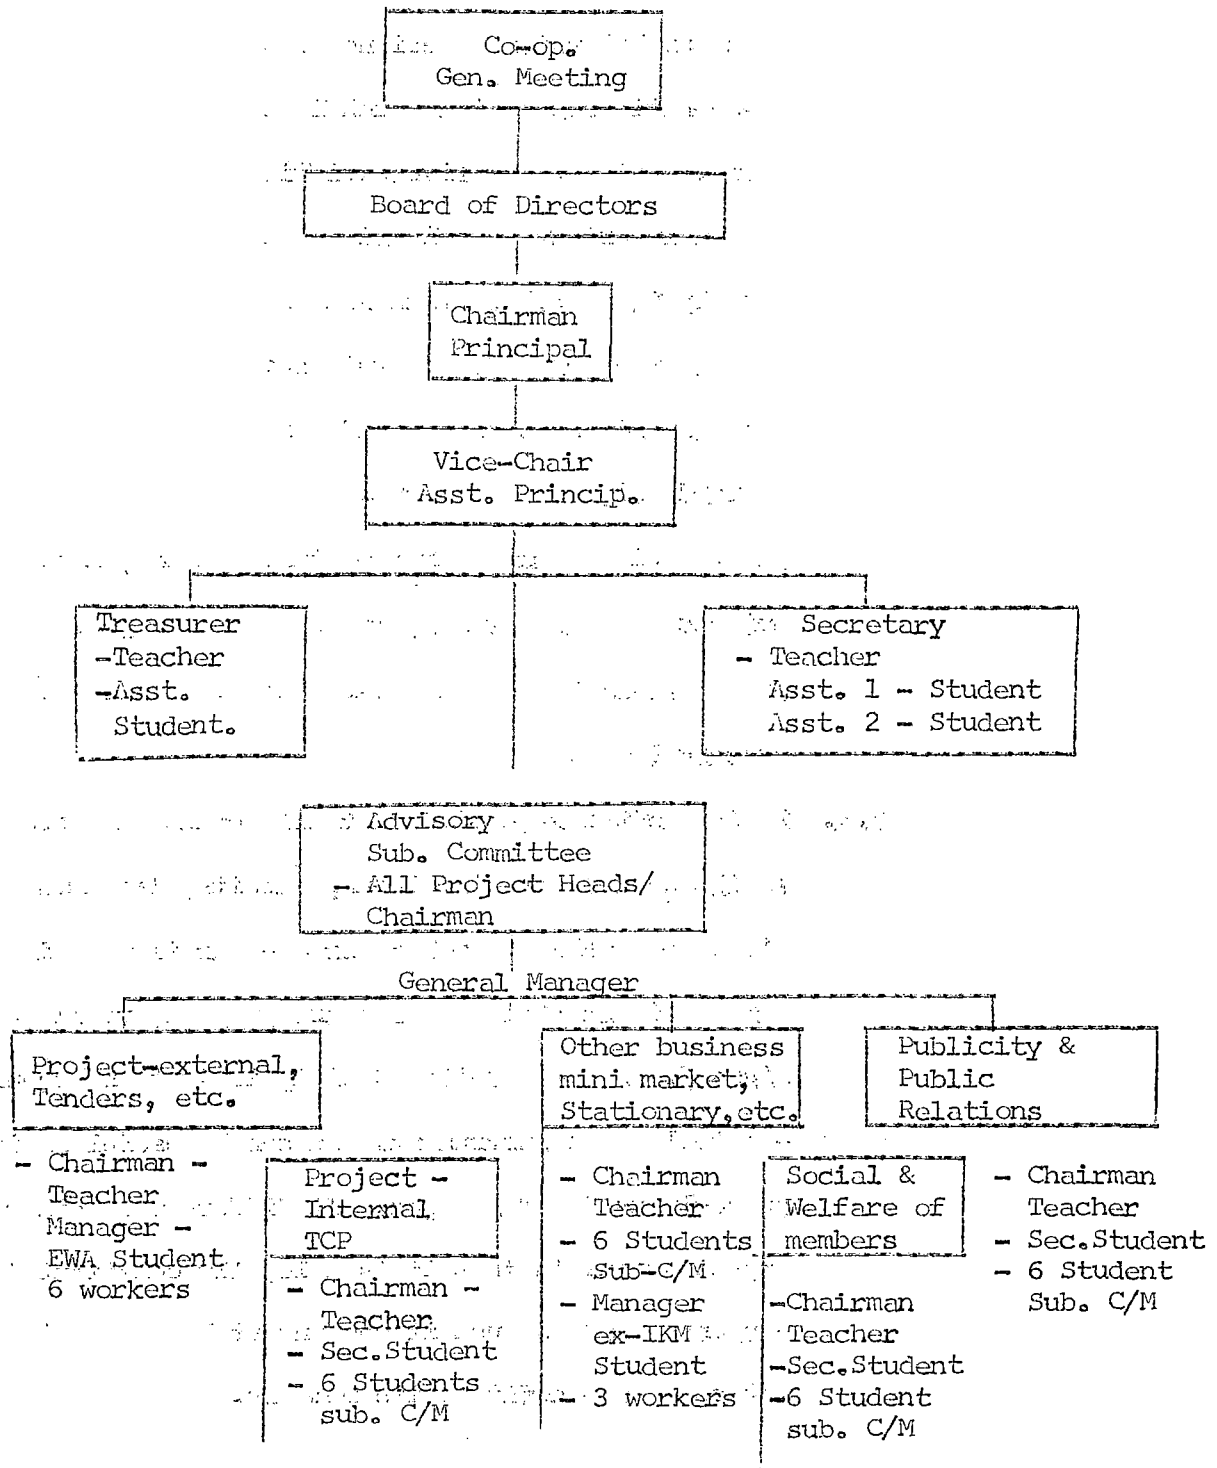 Co-op.
Gen. Meeting
Board of Directors
Chairman
Principal
Vice-Chair
Asst. Princip.
Treasurer
-Teacher
-Asst.
Student.
Secretary
- Teacher
Asst. 1 - Student
Asst. 2 - Student
Advisory
Sub. Committee
- All Project Heads/
Chairman
General Manager
Project-external,
Tenders, etc.
- Chairman -
Teacher
Manager -
EWA Student
6 workers
Project -
Internal
TCP
- Chairman -
Teacher
- Sec.Student
- 6 Students
sub. C/M
Other business
mini market,
Stationary,etc.
- Chairman
Teacher
- 6 Students
Sub-C/M
- Manager
ex-IKM
Student
- 3 workers
Social &
Welfare of
members
-Chairman
Teacher
-Sec.Student
-6 Student
sub. C/M
Publicity &
Public
Relations
- Chairman
Teacher
- Sec.Student
- 6 Student
Sub. C/M